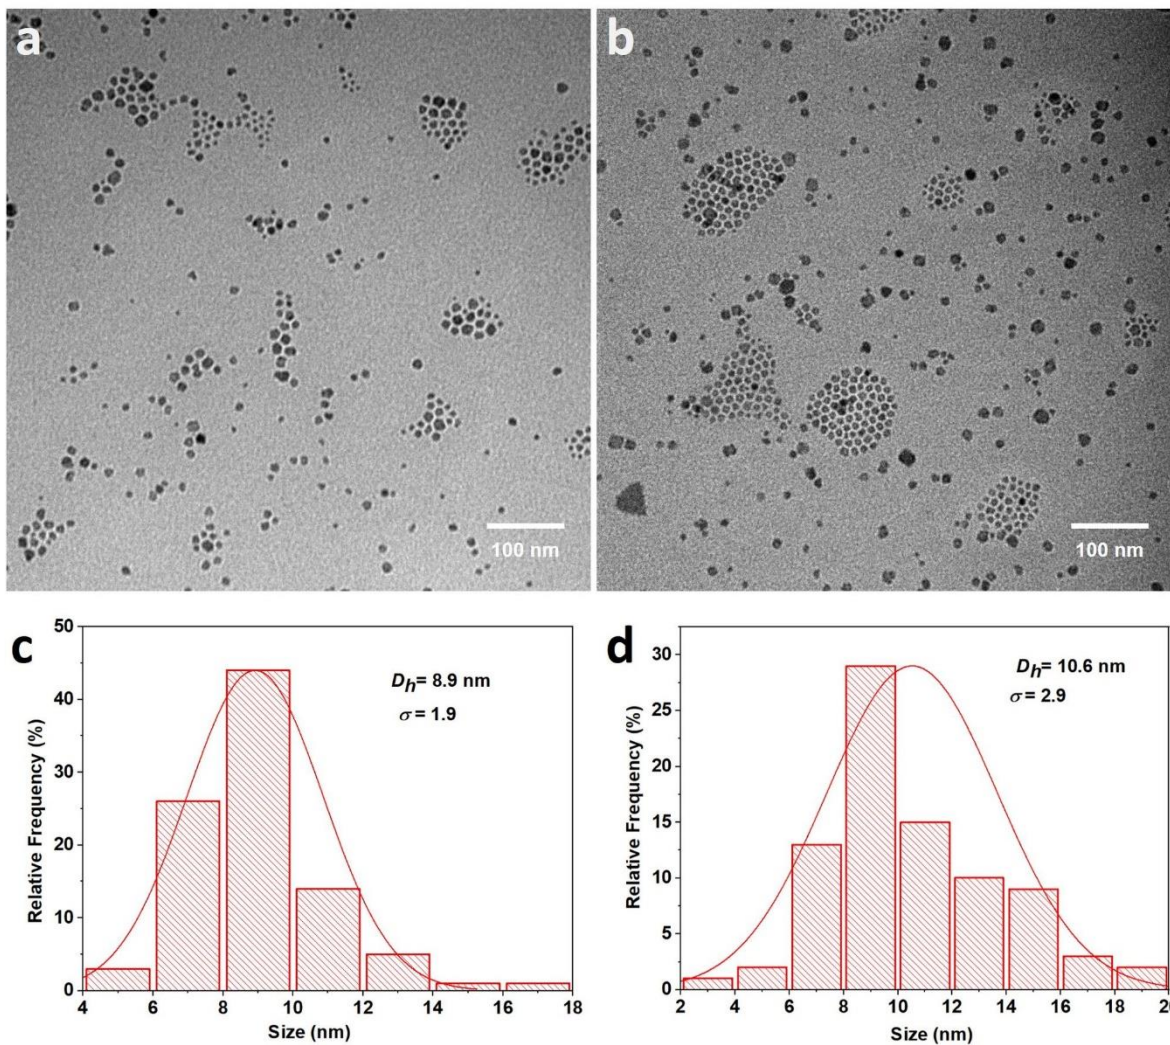 a
b
100 nm
100 nm
c
50
40
30
20
10
0
4 6 8 10 12 14 16 18
Relative Frequency (%)
Size (nm)
D_h= 8.9 nm
σ = 1.9
d
30
25
20
15
10
5
0
2 4 6 8 10 12 14 16 18 20
Relative Frequency (%)
Size (nm)
D_h= 10.6 nm
σ = 2.9